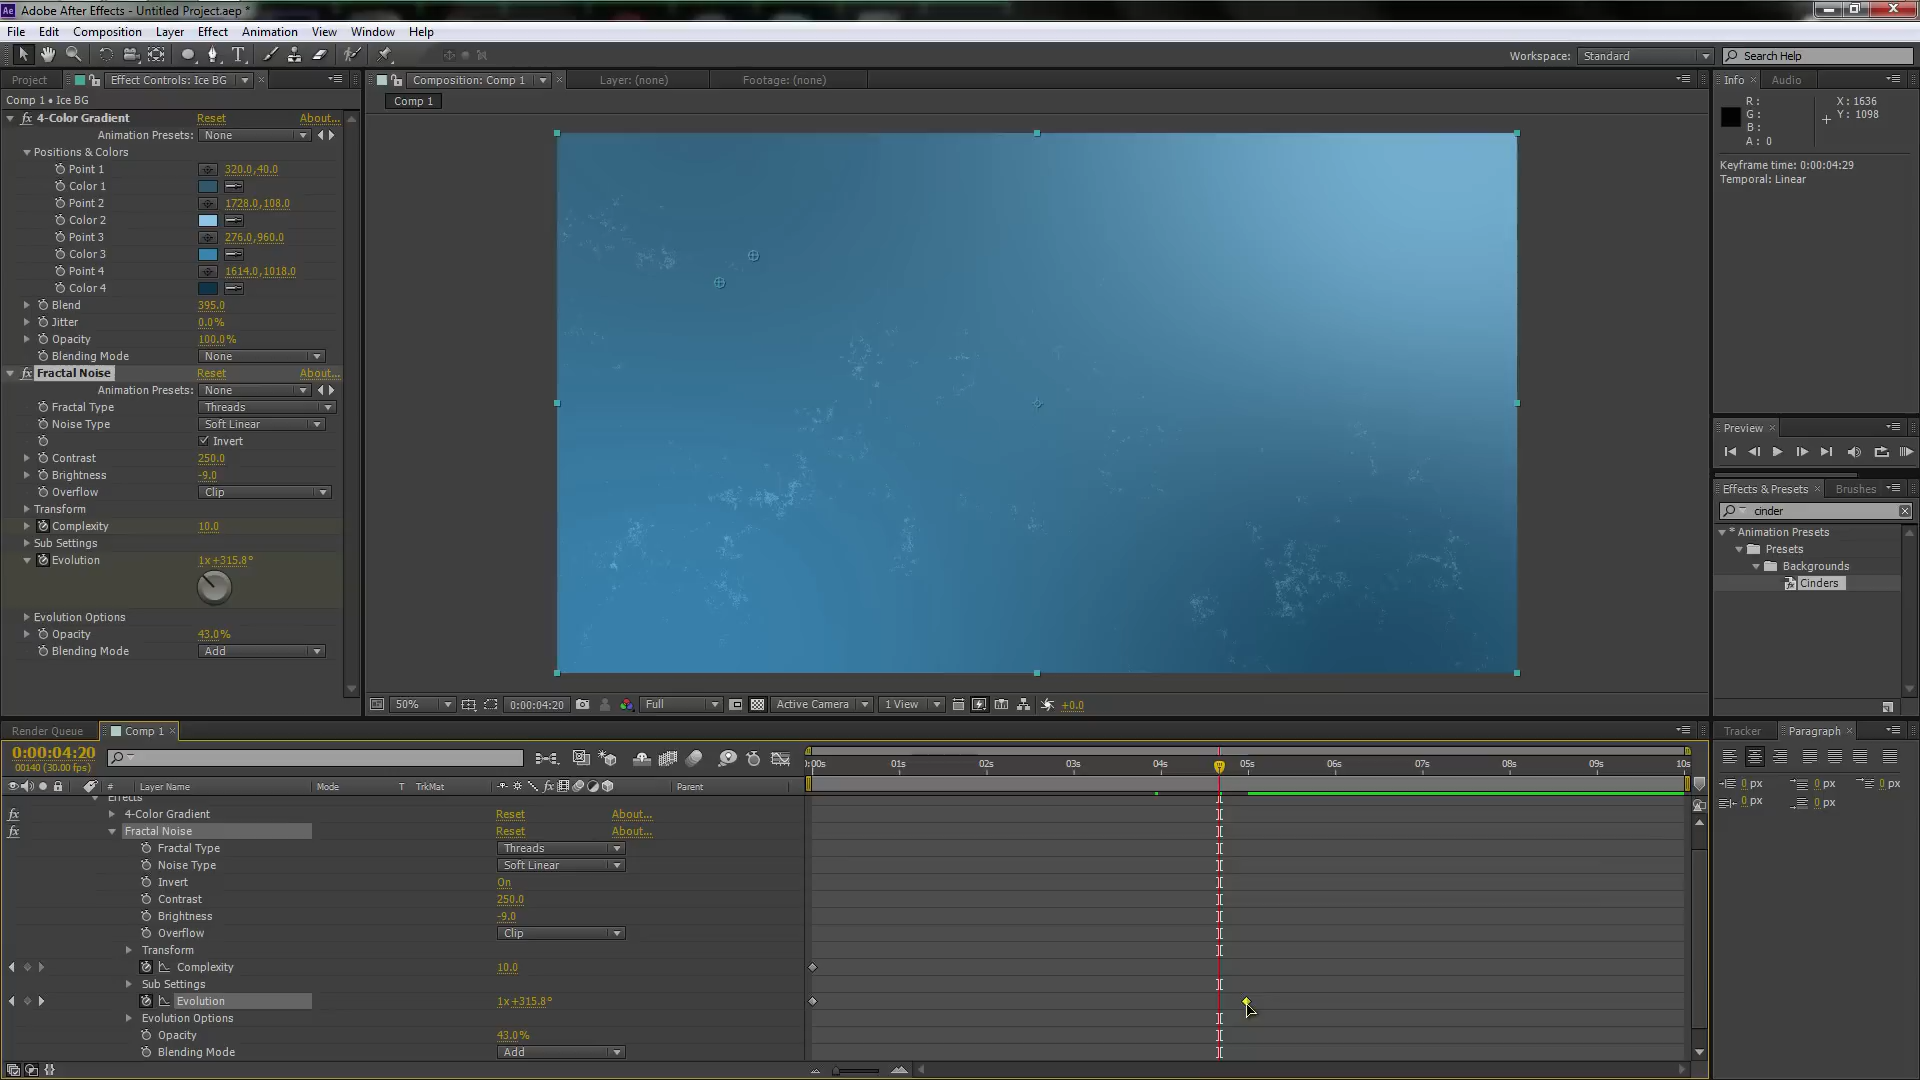 Adobe After Effects - Untitled Project.aep *
File Edit Composition Layer Effect Animation View Window Help
Workspace: Standard Search Help
Project Effect Controls: Ice BG
Comp 1 • Ice BG
4-Color Gradient Reset About...
Animation Presets: None
Positions & Colors
Point 1 320.0,40.0
Color 1
Point 2 1728.0,108.0
Color 2
Point 3 276.0,960.0
Color 3
Point 4 1614.0,1018.0
Color 4
Blend 395.0
Jitter 0.0%
Opacity 100.0%
Blending Mode None
Fractal Noise Reset About...
Animation Presets: None
Fractal Type Threads
Noise Type Soft Linear
Invert
Contrast 250.0
Brightness -9.0
Overflow Clip
Transform
Complexity 10.0
Sub Settings
Evolution 1x+315.8°
Evolution Options
Opacity 43.0%
Blending Mode Add
Composition: Comp 1 Layer: (none) Footage: (none)
Comp 1
50% 0:00:04:20 Full Active Camera 1 View +0.0
Info Audio
R: X: 1636
G: Y: 1098
B:
A: 0
Keyframe time: 0:00:04:29
Temporal: Linear
Preview
Effects & Presets Brushes
cinder
* Animation Presets
Presets
Backgrounds
Cinders
Render Queue Comp 1
0:00:04:20
00140 (30.00 fps)
# Layer Name Mode T TrkMat Parent
):00s 01s 02s 03s 04s 05s 06s 07s 08s 09s 10s
Effects
4-Color Gradient Reset About...
Fractal Noise Reset About...
Fractal Type Threads
Noise Type Soft Linear
Invert On
Contrast 250.0
Brightness -9.0
Overflow Clip
Transform
Complexity 10.0
Sub Settings
Evolution 1x+315.8°
Evolution Options
Opacity 43.0%
Blending Mode Add
Tracker Paragraph
0 px 0 px 0 px
0 px 0 px